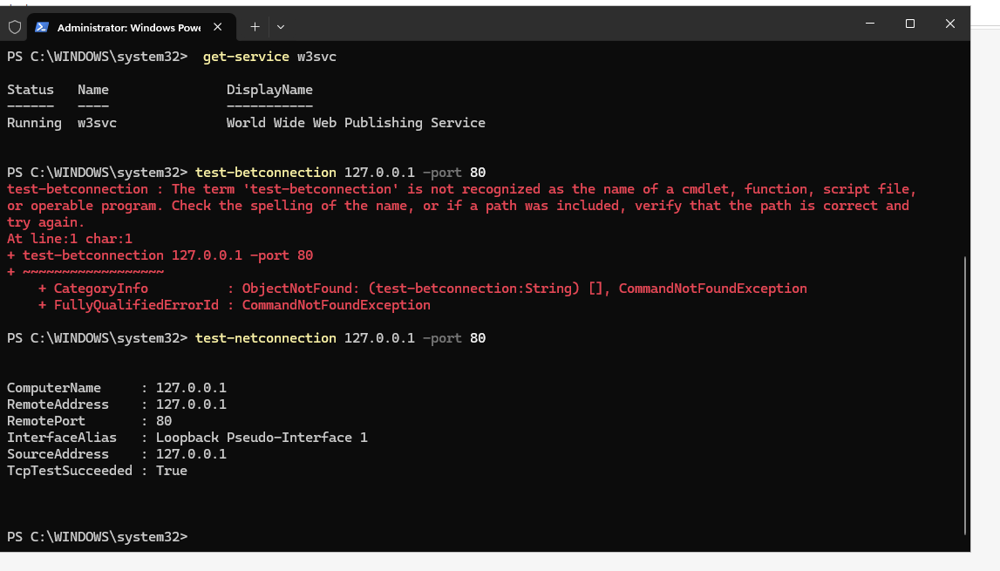 Administrator: Windows Powe
PS C:\WINDOWS\system32>  get-service w3svc
Status   Name               DisplayName
------   ----               -----------
Running  w3svc              World Wide Web Publishing Service
PS C:\WINDOWS\system32> test-betconnection 127.0.0.1 -port 80
test-betconnection : The term 'test-betconnection' is not recognized as the name of a cmdlet, function, script file,
or operable program. Check the spelling of the name, or if a path was included, verify that the path is correct and
try again.
At line:1 char:1
+ test-betconnection 127.0.0.1 -port 80
+ ~~~~~~~~~~~~~~~~~~
    + CategoryInfo          : ObjectNotFound: (test-betconnection:String) [], CommandNotFoundException
    + FullyQualifiedErrorId : CommandNotFoundException
PS C:\WINDOWS\system32> test-netconnection 127.0.0.1 -port 80
ComputerName     : 127.0.0.1
RemoteAddress    : 127.0.0.1
RemotePort       : 80
InterfaceAlias   : Loopback Pseudo-Interface 1
SourceAddress    : 127.0.0.1
TcpTestSucceeded : True
PS C:\WINDOWS\system32>